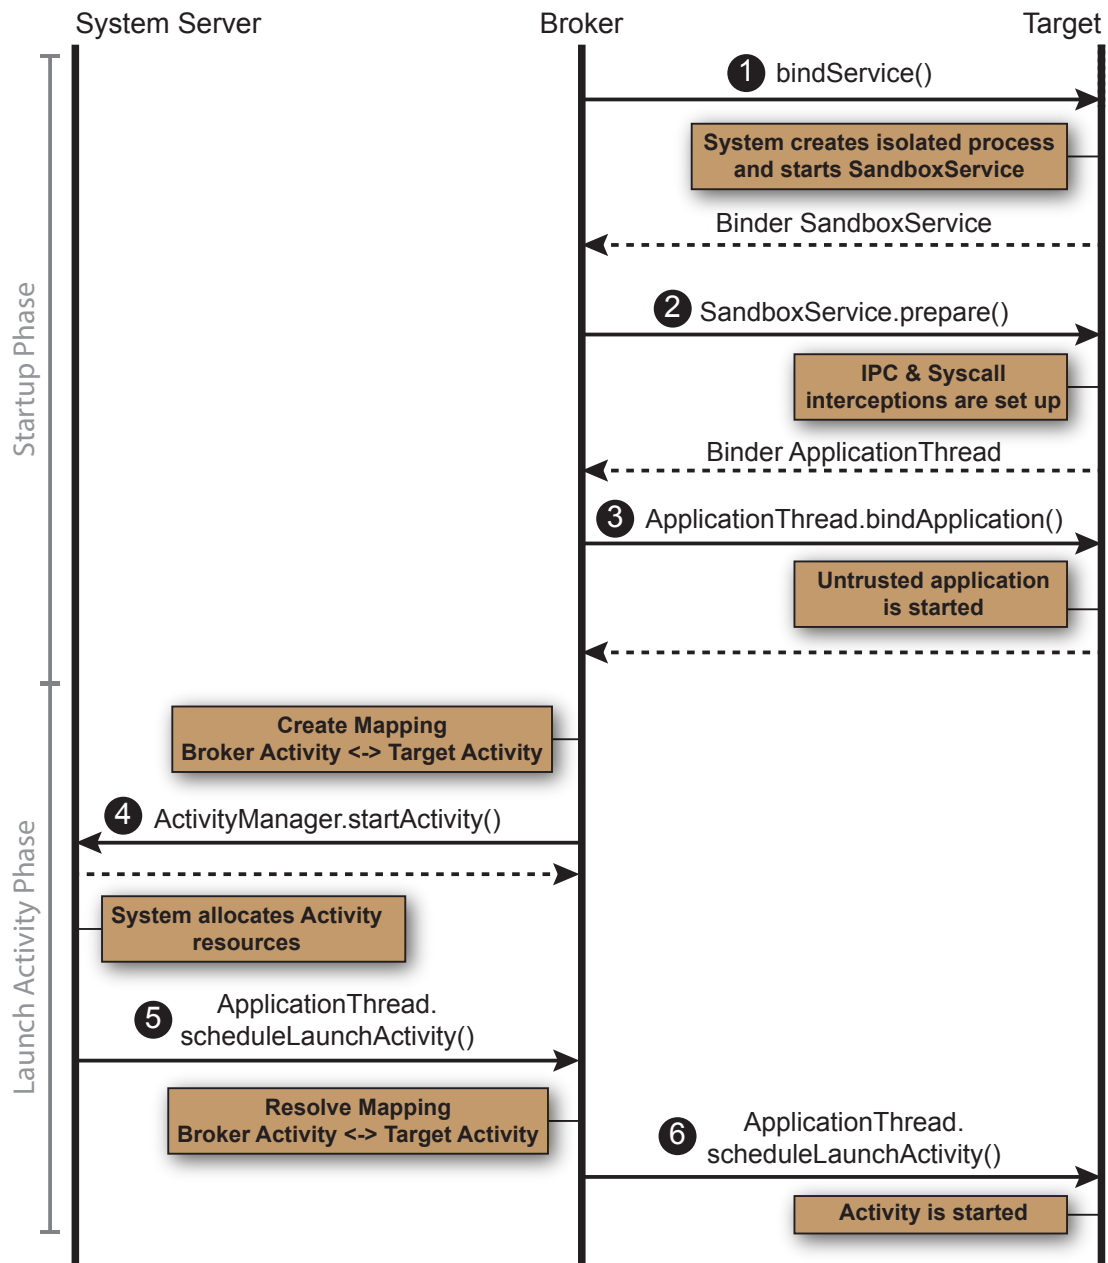 System Server
Broker
Target
Startup Phase
1 bindService()
System creates isolated process
and starts SandboxService
Binder SandboxService
2 SandboxService.prepare()
IPC & Syscall
interceptions are set up
Binder ApplicationThread
3 ApplicationThread.bindApplication()
Untrusted application
is started
Launch Activity Phase
Create Mapping
Broker Activity <-> Target Activity
4 ActivityManager.startActivity()
System allocates Activity
resources
5 ApplicationThread.
scheduleLaunchActivity()
Resolve Mapping
Broker Activity <-> Target Activity
6 ApplicationThread.
scheduleLaunchActivity()
Activity is started